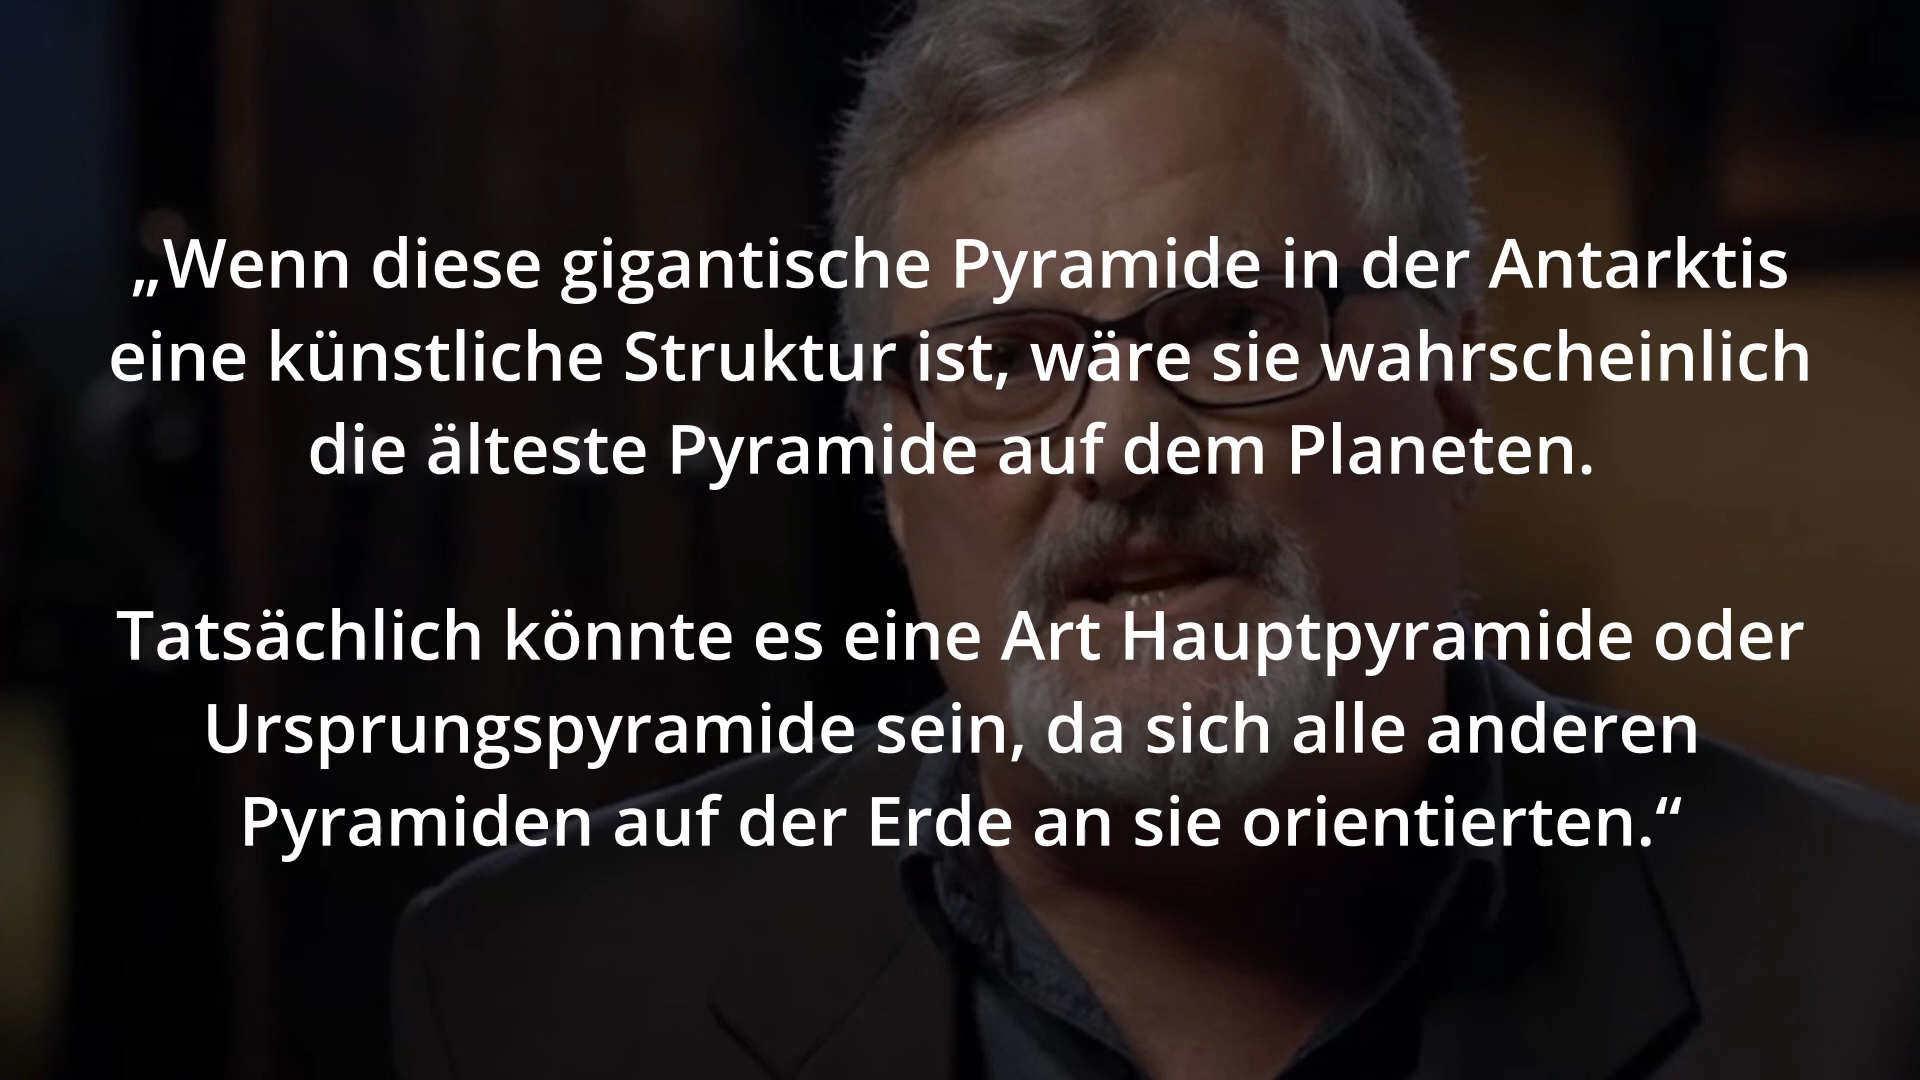 „Wenn diese gigantische Pyramide in der Antarktis
eine künstliche Struktur ist, wäre sie wahrscheinlich
die älteste Pyramide auf dem Planeten.
Tatsächlich könnte es eine Art Hauptpyramide oder
Ursprungspyramide sein, da sich alle anderen
Pyramiden auf der Erde an sie orientierten.“